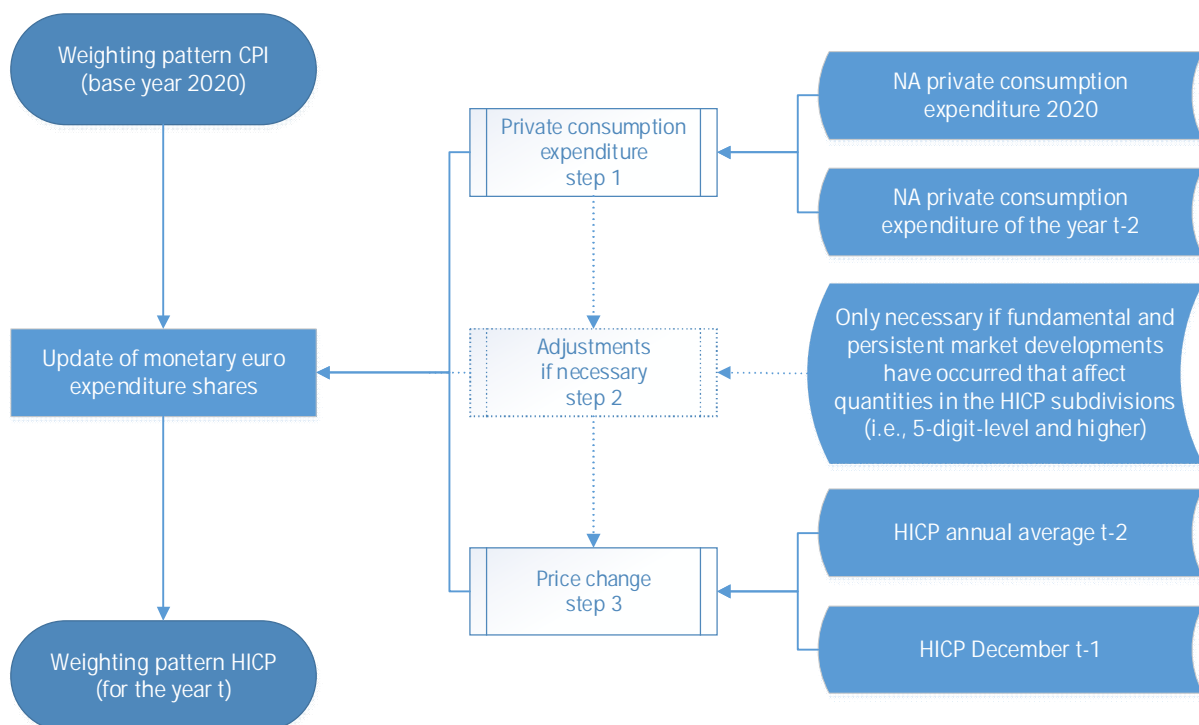 Weighting pattern CPI
(base year 2020)
Update of monetary euro
expenditure shares
Weighting pattern HICP
(for the year t)
Private consumption
expenditure
step 1
Adjustments
if necessary
step 2
Price change
step 3
NA private consumption
expenditure 2020
NA private consumption
expenditure of the year t-2
Only necessary if fundamental and
persistent market developments
have occurred that affect
quantities in the HICP subdivisions
(i.e., 5-digit-level and higher)
HICP annual average t-2
HICP December t-1